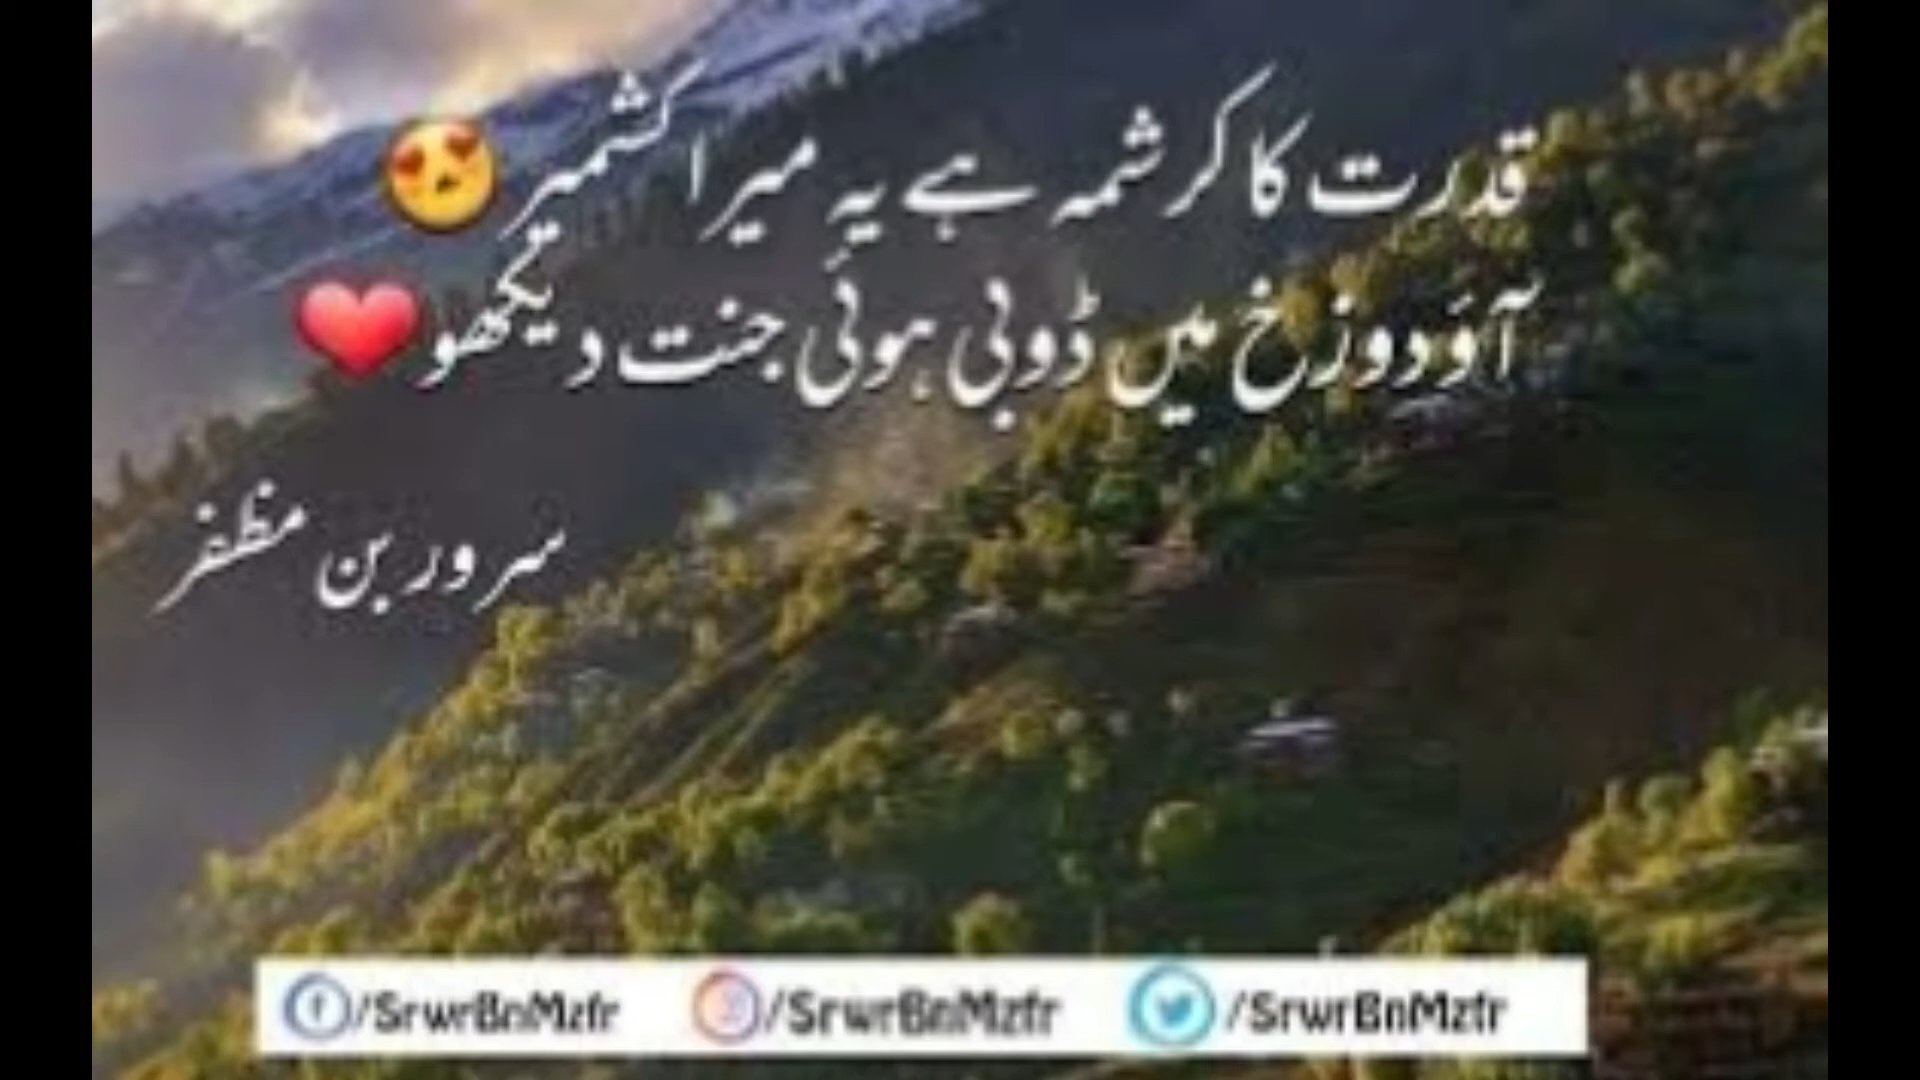 قدرت کا کرشمہ ہے یہ میرا کشمیر😍
آؤ دوزخ میں ڈوبی ہوئی جنت دیکھو❤
سرور بن مظفر
/SrwrBnMzfr /SrwrBnMzfr /SrwrBnMzfr